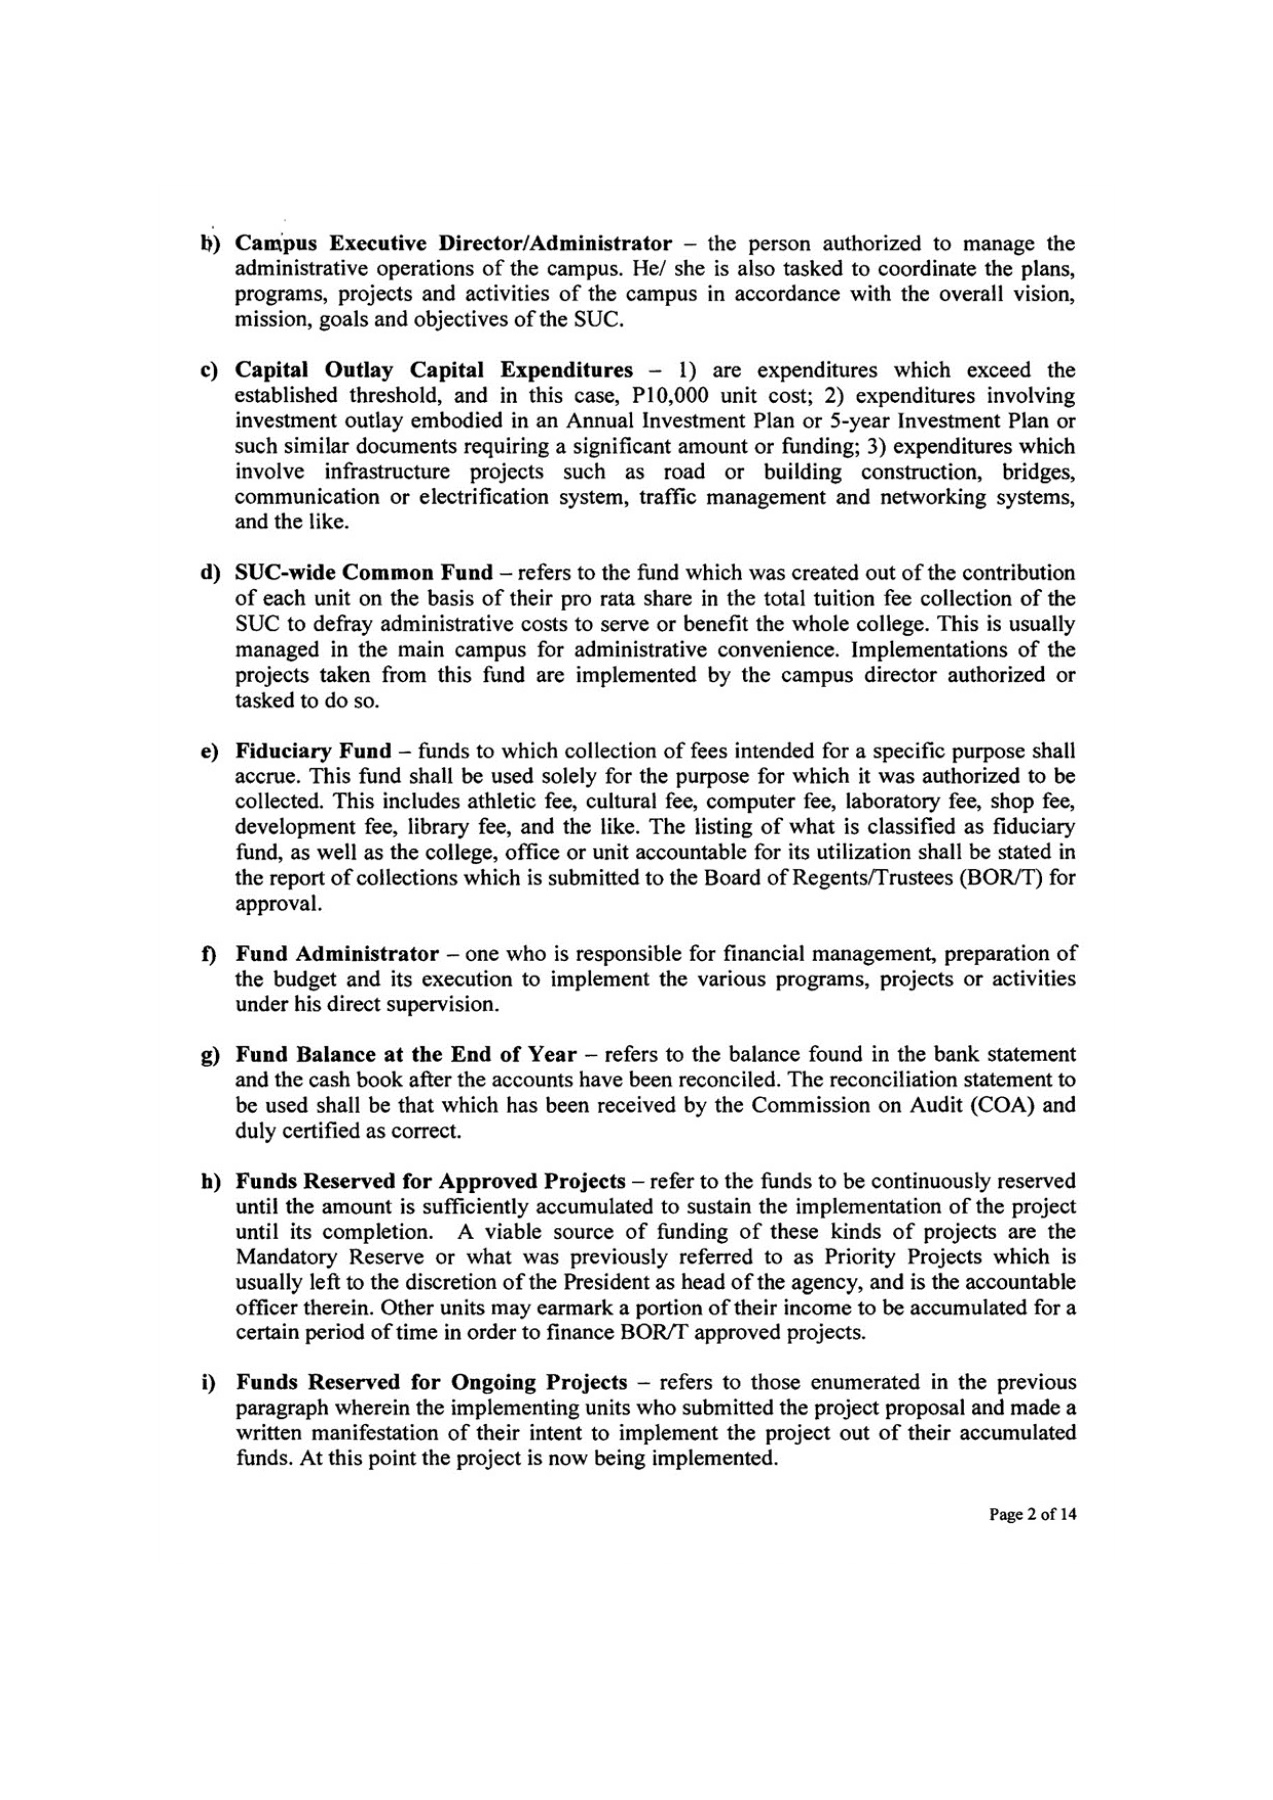 b) Campus Executive Director/Administrator – the person authorized to manage the
administrative operations of the campus. He/ she is also tasked to coordinate the plans,
programs, projects and activities of the campus in accordance with the overall vision,
mission, goals and objectives of the SUC.
c) Capital Outlay Capital Expenditures – 1) are expenditures which exceed the
established threshold, and in this case, P10,000 unit cost; 2) expenditures involving
investment outlay embodied in an Annual Investment Plan or 5-year Investment Plan or
such similar documents requiring a significant amount or funding; 3) expenditures which
involve infrastructure projects such as road or building construction, bridges,
communication or electrification system, traffic management and networking systems,
and the like.
d) SUC-wide Common Fund – refers to the fund which was created out of the contribution
of each unit on the basis of their pro rata share in the total tuition fee collection of the
SUC to defray administrative costs to serve or benefit the whole college. This is usually
managed in the main campus for administrative convenience. Implementations of the
projects taken from this fund are implemented by the campus director authorized or
tasked to do so.
e) Fiduciary Fund – funds to which collection of fees intended for a specific purpose shall
accrue. This fund shall be used solely for the purpose for which it was authorized to be
collected. This includes athletic fee, cultural fee, computer fee, laboratory fee, shop fee,
development fee, library fee, and the like. The listing of what is classified as fiduciary
fund, as well as the college, office or unit accountable for its utilization shall be stated in
the report of collections which is submitted to the Board of Regents/Trustees (BOR/T) for
approval.
f) Fund Administrator – one who is responsible for financial management, preparation of
the budget and its execution to implement the various programs, projects or activities
under his direct supervision.
g) Fund Balance at the End of Year – refers to the balance found in the bank statement
and the cash book after the accounts have been reconciled. The reconciliation statement to
be used shall be that which has been received by the Commission on Audit (COA) and
duly certified as correct.
h) Funds Reserved for Approved Projects – refer to the funds to be continuously reserved
until the amount is sufficiently accumulated to sustain the implementation of the project
until its completion. A viable source of funding of these kinds of projects are the
Mandatory Reserve or what was previously referred to as Priority Projects which is
usually left to the discretion of the President as head of the agency, and is the accountable
officer therein. Other units may earmark a portion of their income to be accumulated for a
certain period of time in order to finance BOR/T approved projects.
i) Funds Reserved for Ongoing Projects – refers to those enumerated in the previous
paragraph wherein the implementing units who submitted the project proposal and made a
written manifestation of their intent to implement the project out of their accumulated
funds. At this point the project is now being implemented.
Page 2 of 14